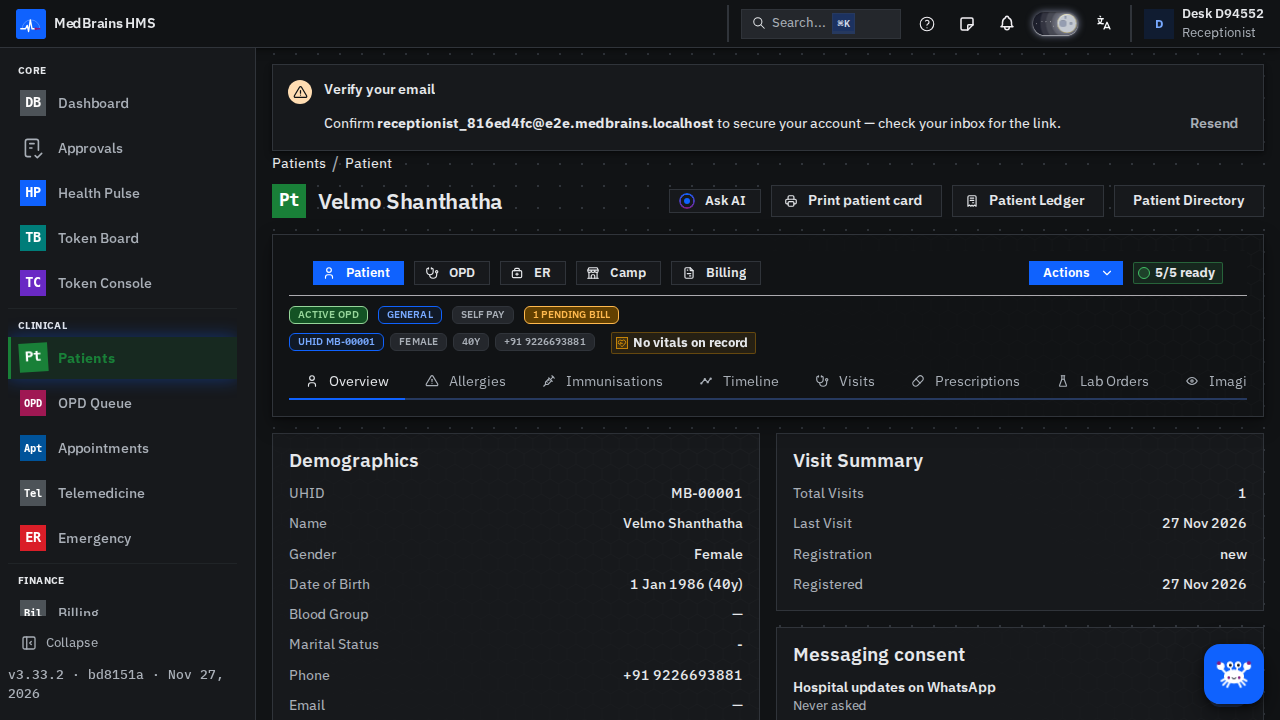 MedBrains HMS
Search... ⌘K
D
Desk D94552
Receptionist
CORE
DB Dashboard
Approvals
HP Health Pulse
TB Token Board
TC Token Console
CLINICAL
Pt Patients
OPD OPD Queue
Apt Appointments
Tel Telemedicine
ER Emergency
FINANCE
Bil Billing
Collapse
v3.33.2 · bd8151a · Nov 27, 2026
Verify your email
Confirm receptionist_816ed4fc@e2e.medbrains.localhost to secure your account — check your inbox for the link.
Resend
Patients / Patient
Pt Velmo Shanthatha
Ask AI
Print patient card
Patient Ledger
Patient Directory
Patient
OPD
ER
Camp
Billing
Actions
5/5 ready
ACTIVE OPD
GENERAL
SELF PAY
1 PENDING BILL
UHID MB-00001
FEMALE
40Y
+91 9226693881
No vitals on record
Overview
Allergies
Immunisations
Timeline
Visits
Prescriptions
Lab Orders
Imagi
Demographics
UHID MB-00001
Name Velmo Shanthatha
Gender Female
Date of Birth 1 Jan 1986 (40y)
Blood Group —
Marital Status -
Phone +91 9226693881
Email —
Visit Summary
Total Visits 1
Last Visit 27 Nov 2026
Registration new
Registered 27 Nov 2026
Messaging consent
Hospital updates on WhatsApp
Never asked